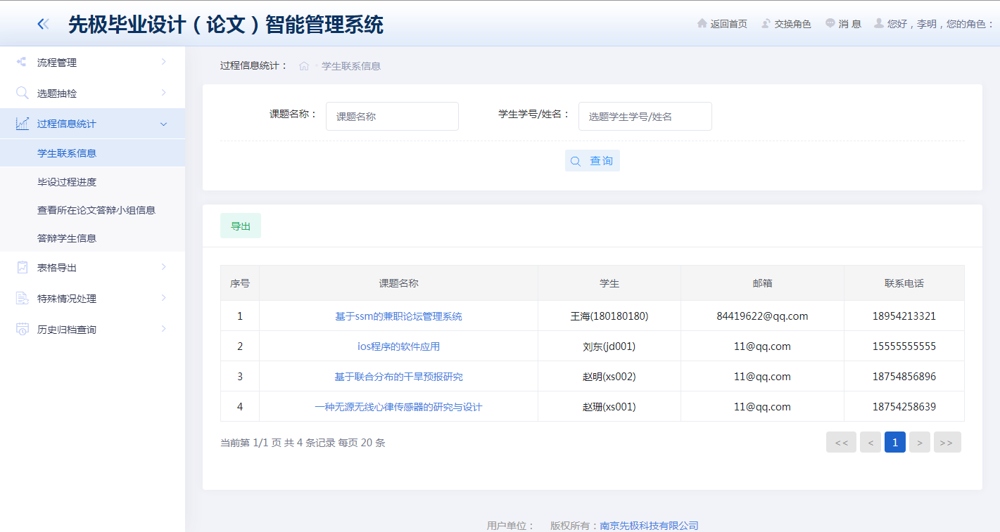 先极毕业设计（论文）智能管理系统
返回首页 交换角色 消 息 您好，李明，您的角色：
流程管理
选题抽检
过程信息统计
学生联系信息
毕设过程进度
查看所在论文答辩小组信息
答辩学生信息
表格导出
特殊情况处理
历史归档查询
过程信息统计： 学生联系信息
课题名称： 课题名称 学生学号/姓名： 选题学生学号/姓名
查询
导出
序号 课题名称 学生 邮箱 联系电话
1 基于ssm的兼职论坛管理系统 王海(180180180) 84419622@qq.com 18954213321
2 ios程序的软件应用 刘东(jd001) 11@qq.com 15555555555
3 基于联合分布的干旱预报研究 赵明(xs002) 11@qq.com 18754856896
4 一种无源无线心律传感器的研究与设计 赵珊(xs001) 11@qq.com 18754258639
当前第 1/1 页 共 4 条记录 每页 20 条 << < 1 > >>
用户单位： 版权所有：南京先极科技有限公司